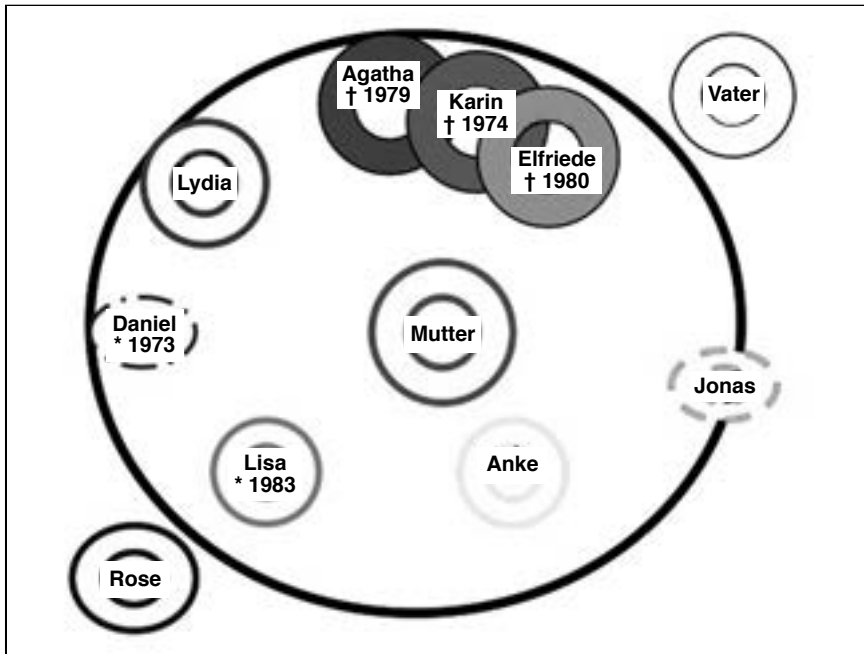 Agatha
† 1979
Karin
† 1974
Elfriede
† 1980
Vater
Lydia
Daniel
* 1973
Mutter
Jonas
Lisa
* 1983
Anke
Rose